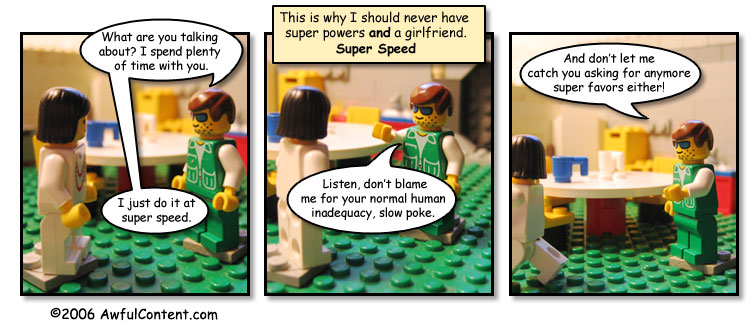 What are you talking
about? I spend plenty
of time with you.
I just do it at
super speed.
This is why I should never have
super powers and a girlfriend.
Super Speed
Listen, don't blame
me for your normal human
inadequacy, slow poke.
And don't let me
catch you asking for anymore
super favors either!
©2006 AwfulContent.com